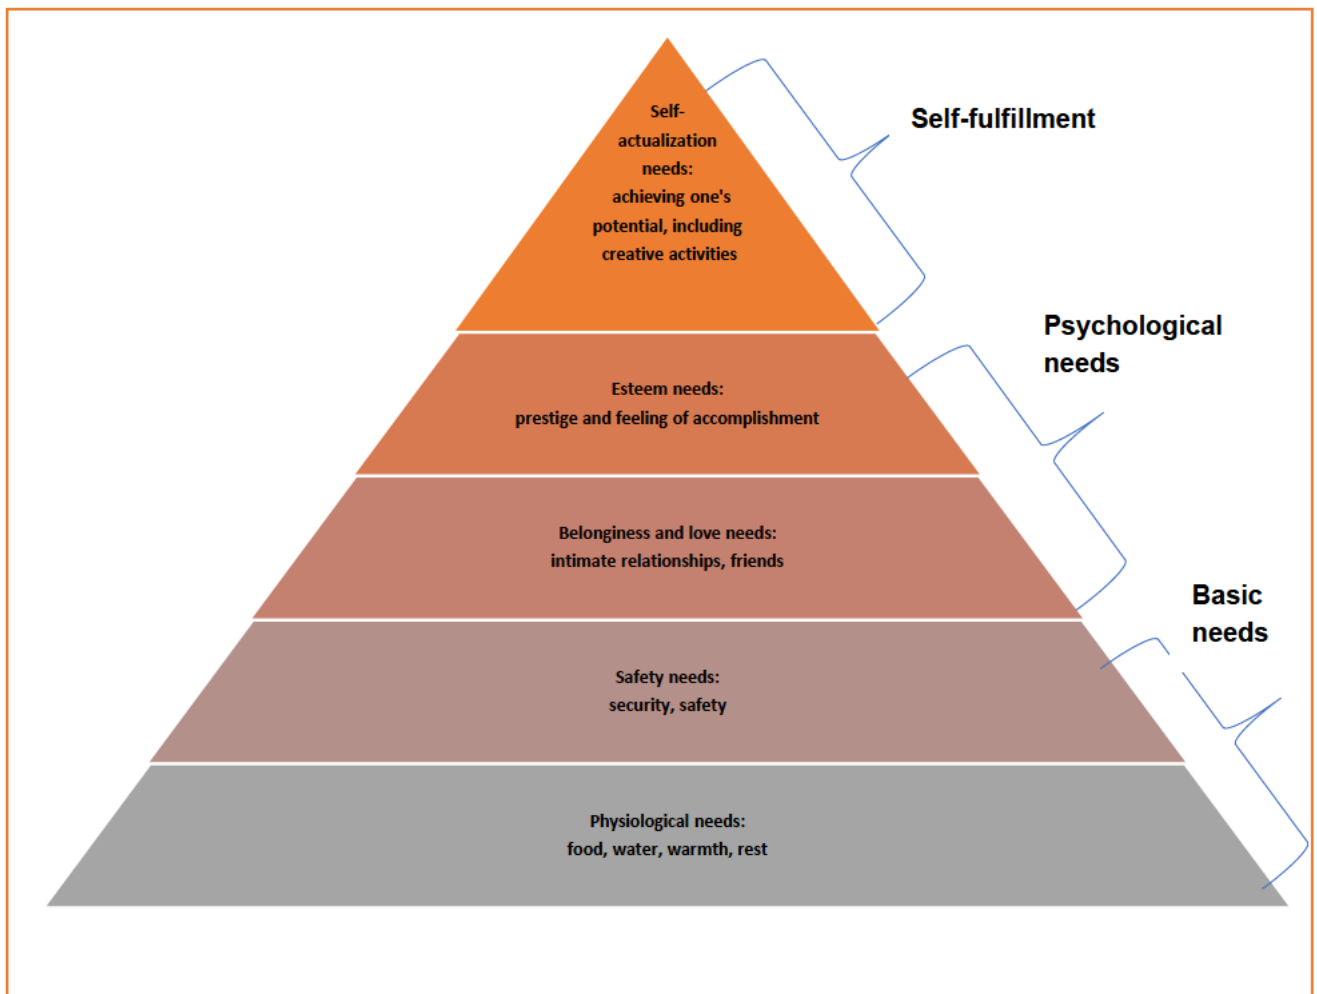 Self-
actualization
needs:
achieving one's
potential, including
creative activities
Self-fulfillment
Esteem needs:
prestige and feeling of accomplishment
Psychological
needs
Belonginess and love needs:
intimate relationships, friends
Safety needs:
security, safety
Basic
needs
Physiological needs:
food, water, warmth, rest